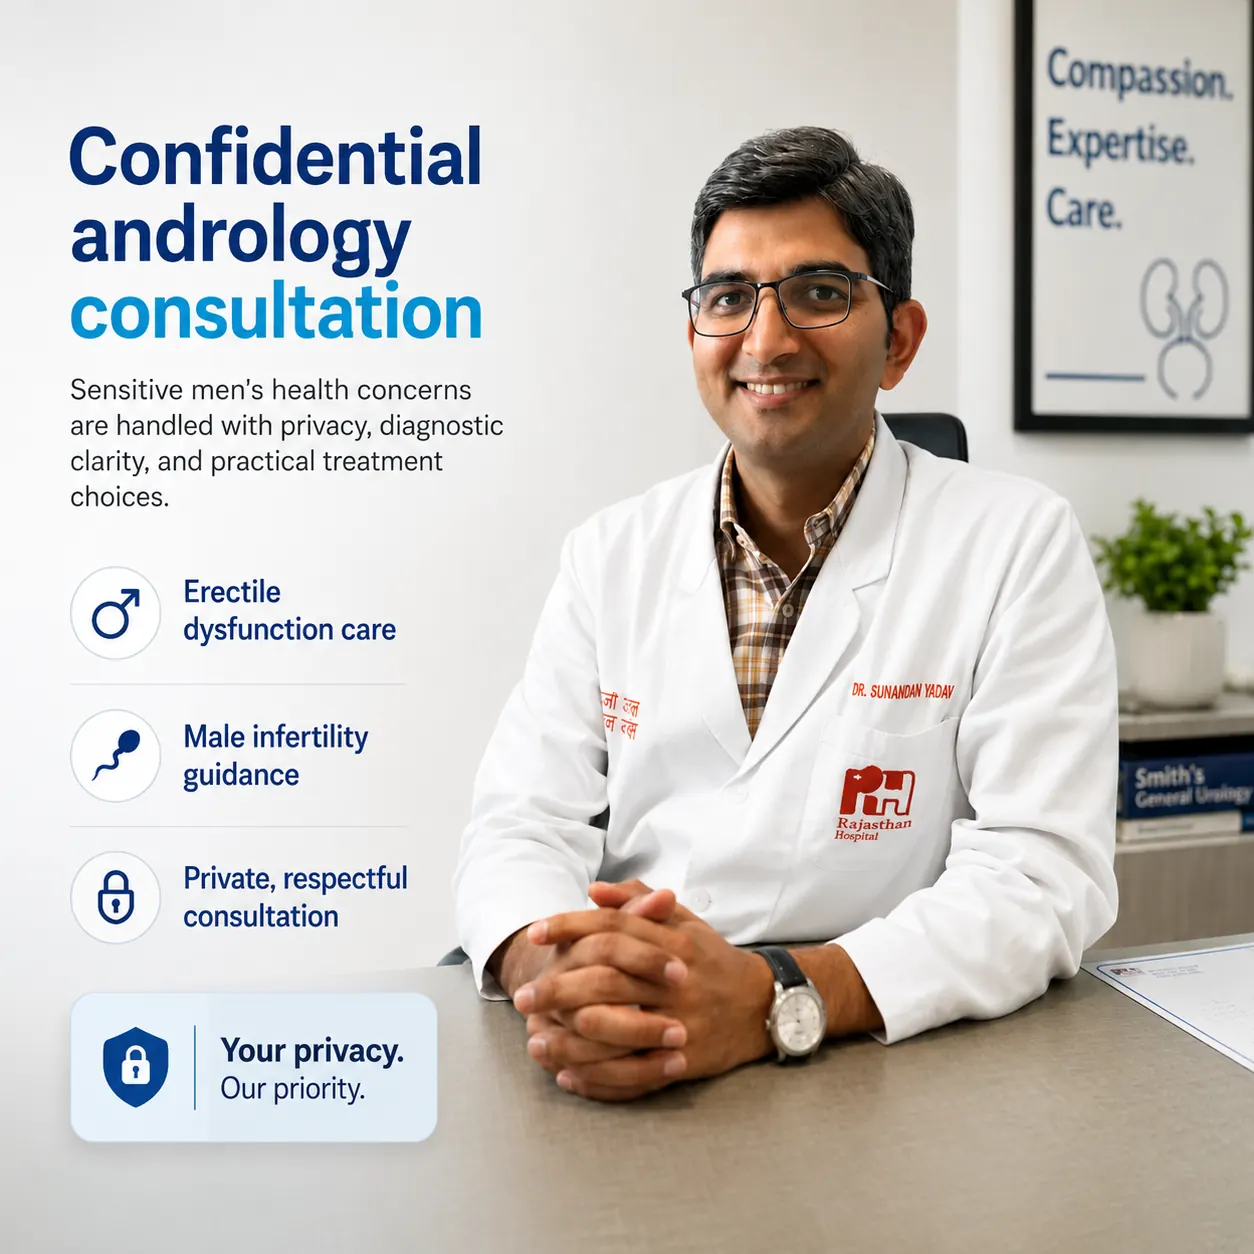 Confidential
andrology
consultation
Sensitive men's health concerns
are handled with privacy, diagnostic
clarity, and practical treatment
choices.
Erectile
dysfunction care
Male infertility
guidance
Private, respectful
consultation
Your privacy.
Our priority.
Compassion.
Expertise.
Care.
DR. SUNANDAN YADAV
Rajasthan
Hospital
Smith's
General Urology